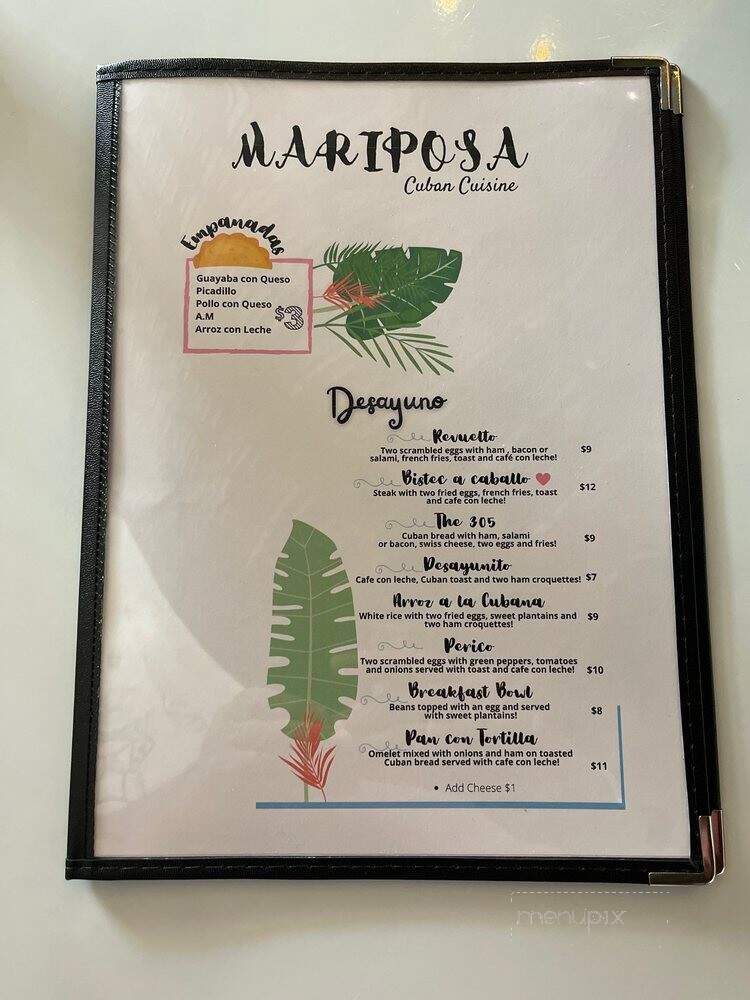 MARIPOSA
Cuban Cuisine
Empanadas
Guayaba con Queso
Picadillo
Pollo con Queso
A.M
Arroz con Leche
$3
Desayuno
Revuelto
Two scrambled eggs with ham , bacon or
salami, french fries, toast and café con leche!
$9
Bistec a caballo
Steak with two fried eggs, french fries, toast
and cafe con leche!
$12
The 305
Cuban bread with ham, salami
or bacon, swiss cheese, two eggs and fries!
$9
Desayunito
Cafe con leche, Cuban toast and two ham croquettes! $7
Arroz a la Cubana
White rice with two fried eggs, sweet plantains and
two ham croquettes!
$9
Perico
Two scrambled eggs with green peppers, tomatoes
and onions served with toast and cafe con leche!
$10
Breakfast Bowl
Beans topped with an egg and served
with sweet plantains!
$8
Pan con Tortilla
Omelet mixed with onions and ham on toasted
Cuban bread served with cafe con leche!
$11
• Add Cheese $1
menupix